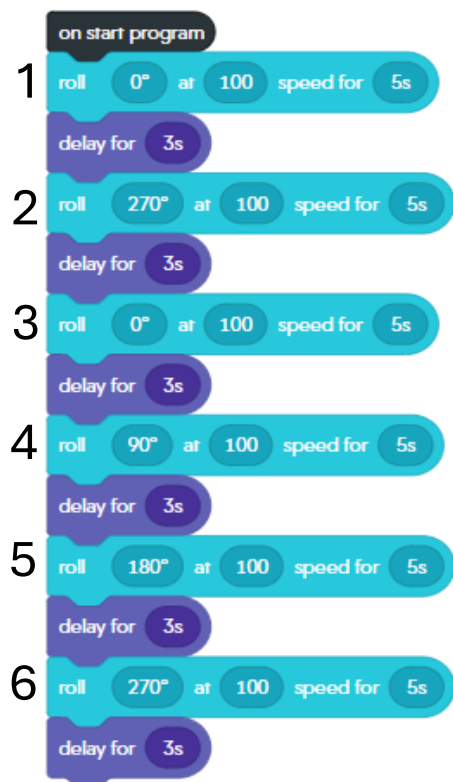 on start program
1 roll 0° at 100 speed for 5s
delay for 3s
2 roll 270° at 100 speed for 5s
delay for 3s
3 roll 0° at 100 speed for 5s
delay for 3s
4 roll 90° at 100 speed for 5s
delay for 3s
5 roll 180° at 100 speed for 5s
delay for 3s
6 roll 270° at 100 speed for 5s
delay for 3s